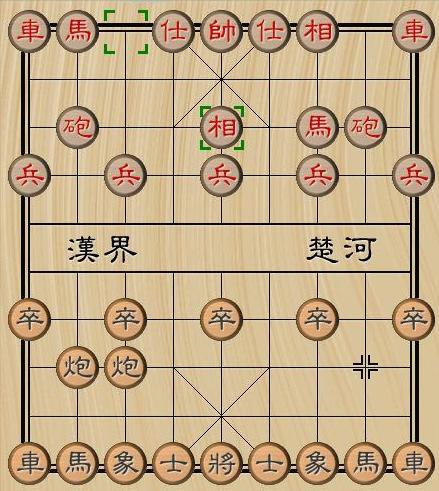 車馬仕帥仕相車
砲相馬砲
兵兵兵兵兵
漢界 楚河
卒卒卒卒卒
炮炮
車馬象士將士象馬車